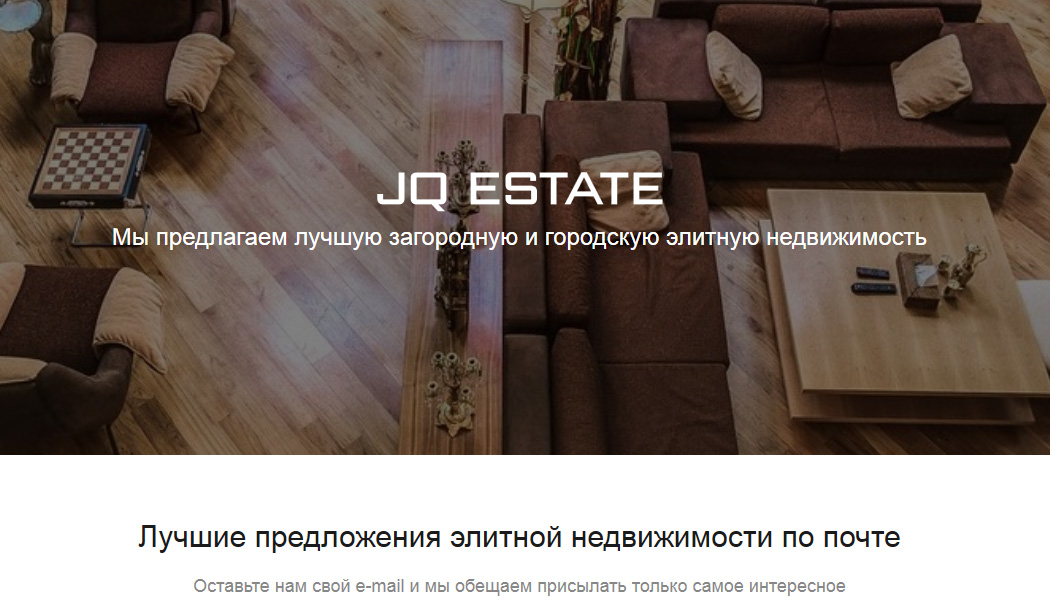 JQ ESTATE
Мы предлагаем лучшую загородную и городскую элитную недвижимость
Лучшие предложения элитной недвижимости по почте
Оставьте нам свой e-mail и мы обещаем присылать только самое интересное